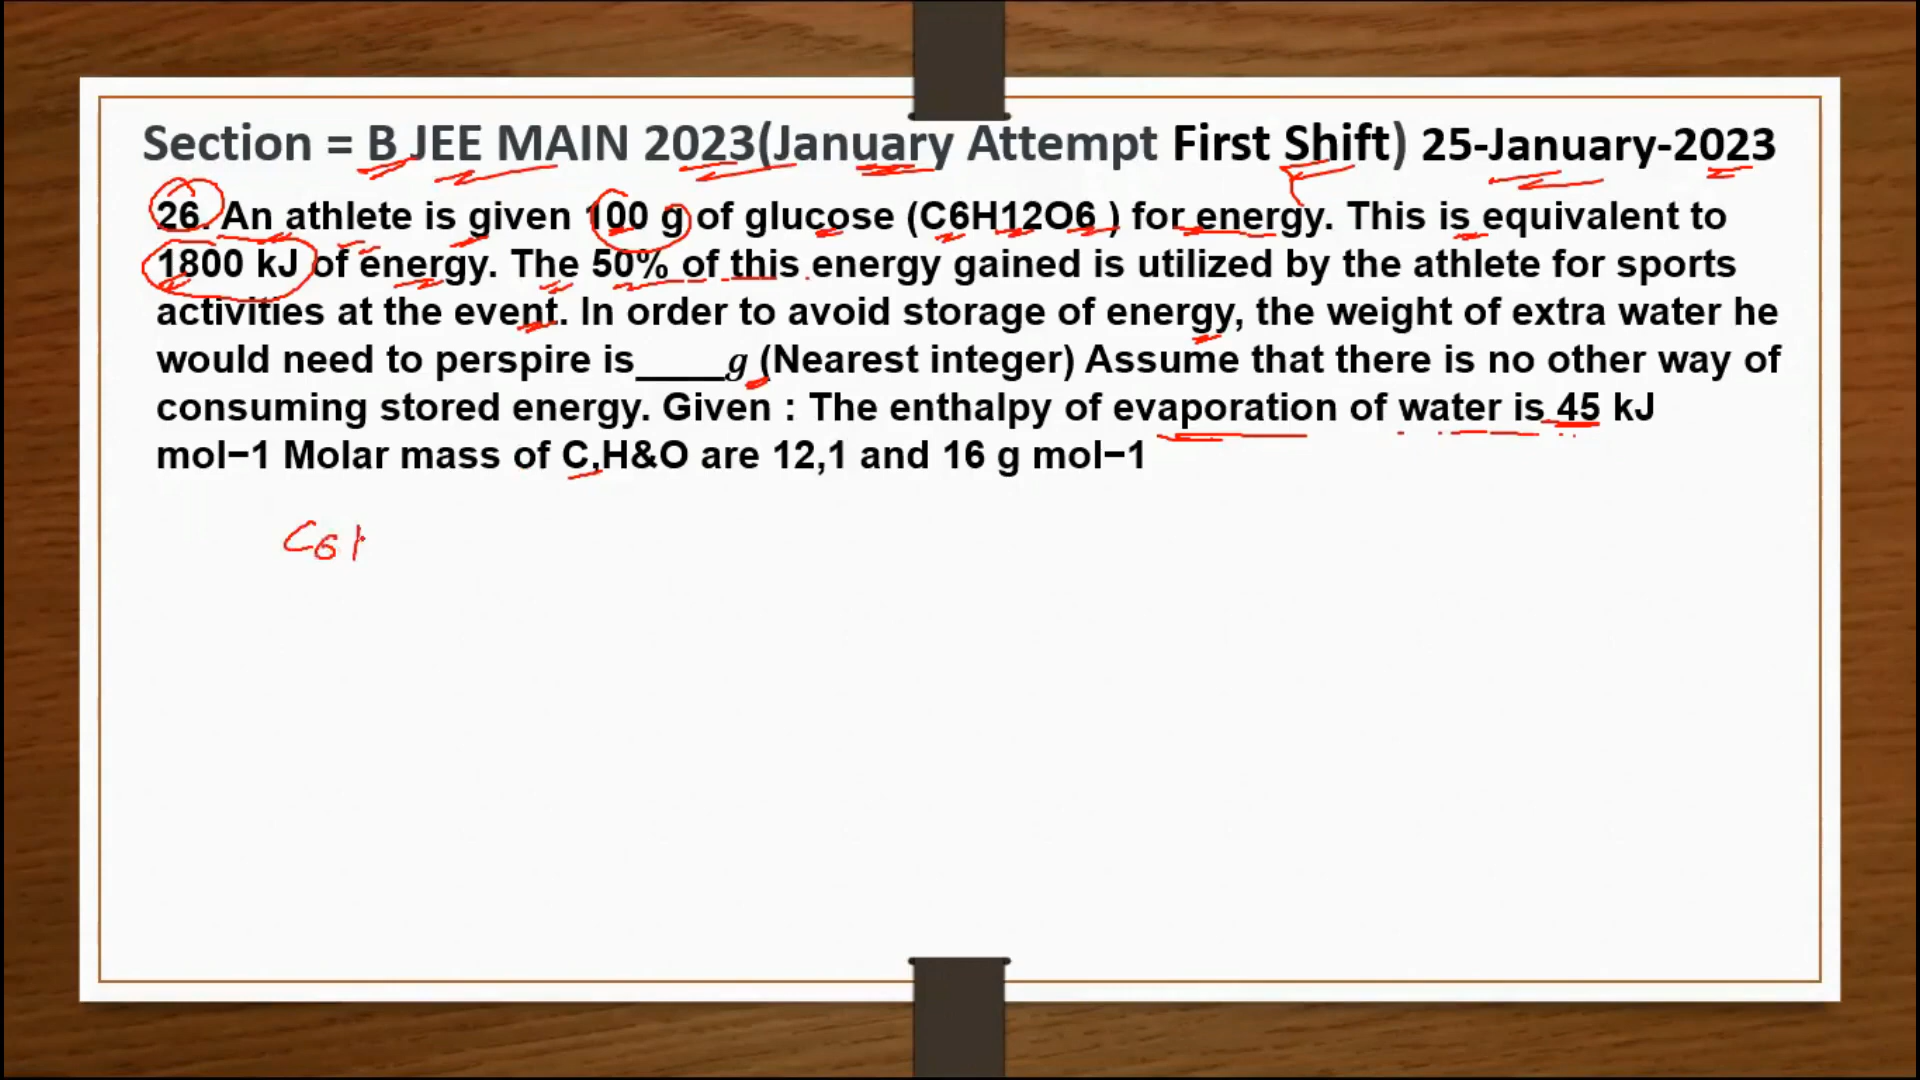 Section = B JEE MAIN 2023(January Attempt First Shift) 25-January-2023
26. An athlete is given 100 g of glucose (C6H12O6 ) for energy. This is equivalent to
1800 kJ of energy. The 50% of this energy gained is utilized by the athlete for sports
activities at the event. In order to avoid storage of energy, the weight of extra water he
would need to perspire is____g (Nearest integer) Assume that there is no other way of
consuming stored energy. Given : The enthalpy of evaporation of water is 45 kJ
mol−1 Molar mass of C,H&O are 12,1 and 16 g mol−1
C6